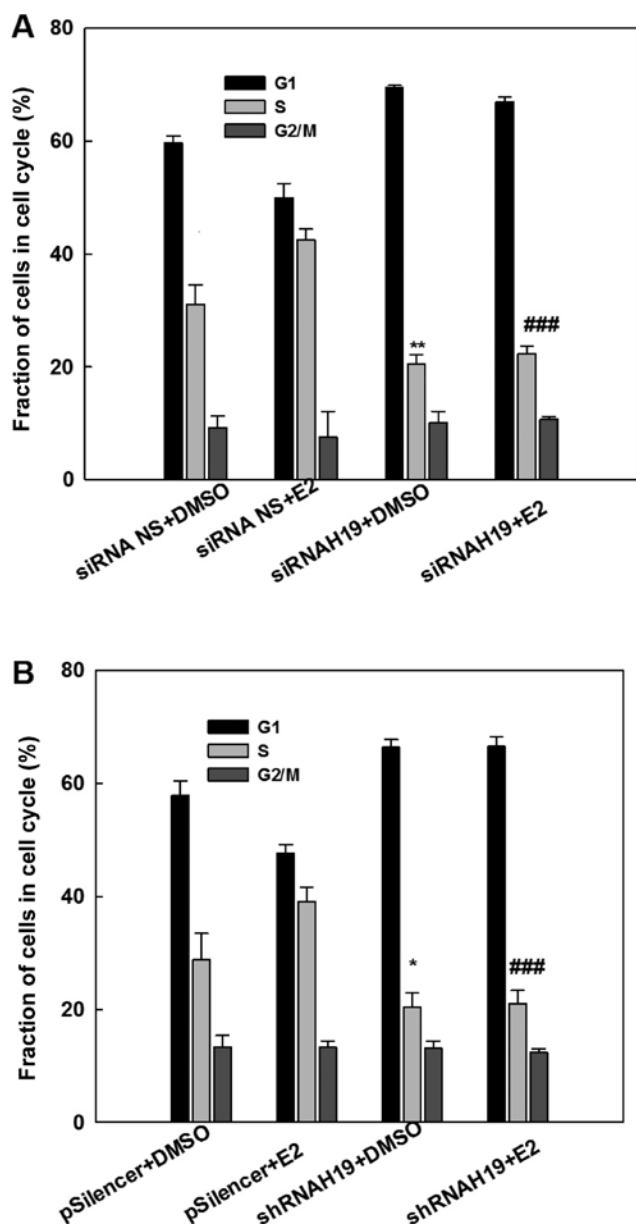 A
80
60
40
20
0
Fraction of cells in cell cycle (%)
G1
S
G2/M
**
###
siRNA NS+DMSO
siRNA NS+E2
siRNAH19+DMSO
siRNAH19+E2
B
80
60
40
20
0
Fraction of cells in cell cycle (%)
G1
S
G2/M
*
###
pSilencer+DMSO
pSilencer+E2
shRNAH19+DMSO
shRNAH19+E2